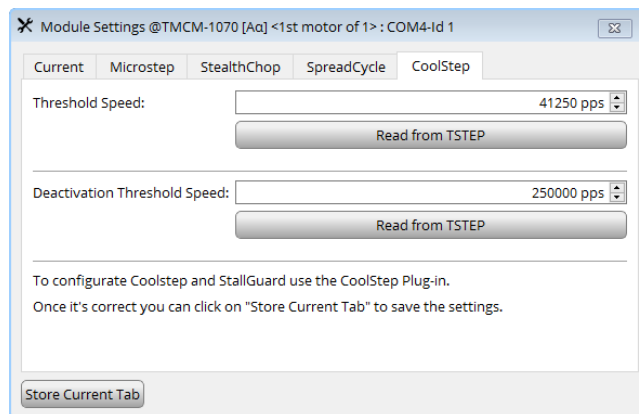 Module Settings @TMCM-1070 [Aα] <1st motor of 1> : COM4-Id 1
Current Microstep StealthChop SpreadCycle CoolStep
Threshold Speed: 41250 pps
Read from TSTEP
Deactivation Threshold Speed: 250000 pps
Read from TSTEP
To configurate Coolstep and StallGuard use the CoolStep Plug-in.
Once it's correct you can click on "Store Current Tab" to save the settings.
Store Current Tab